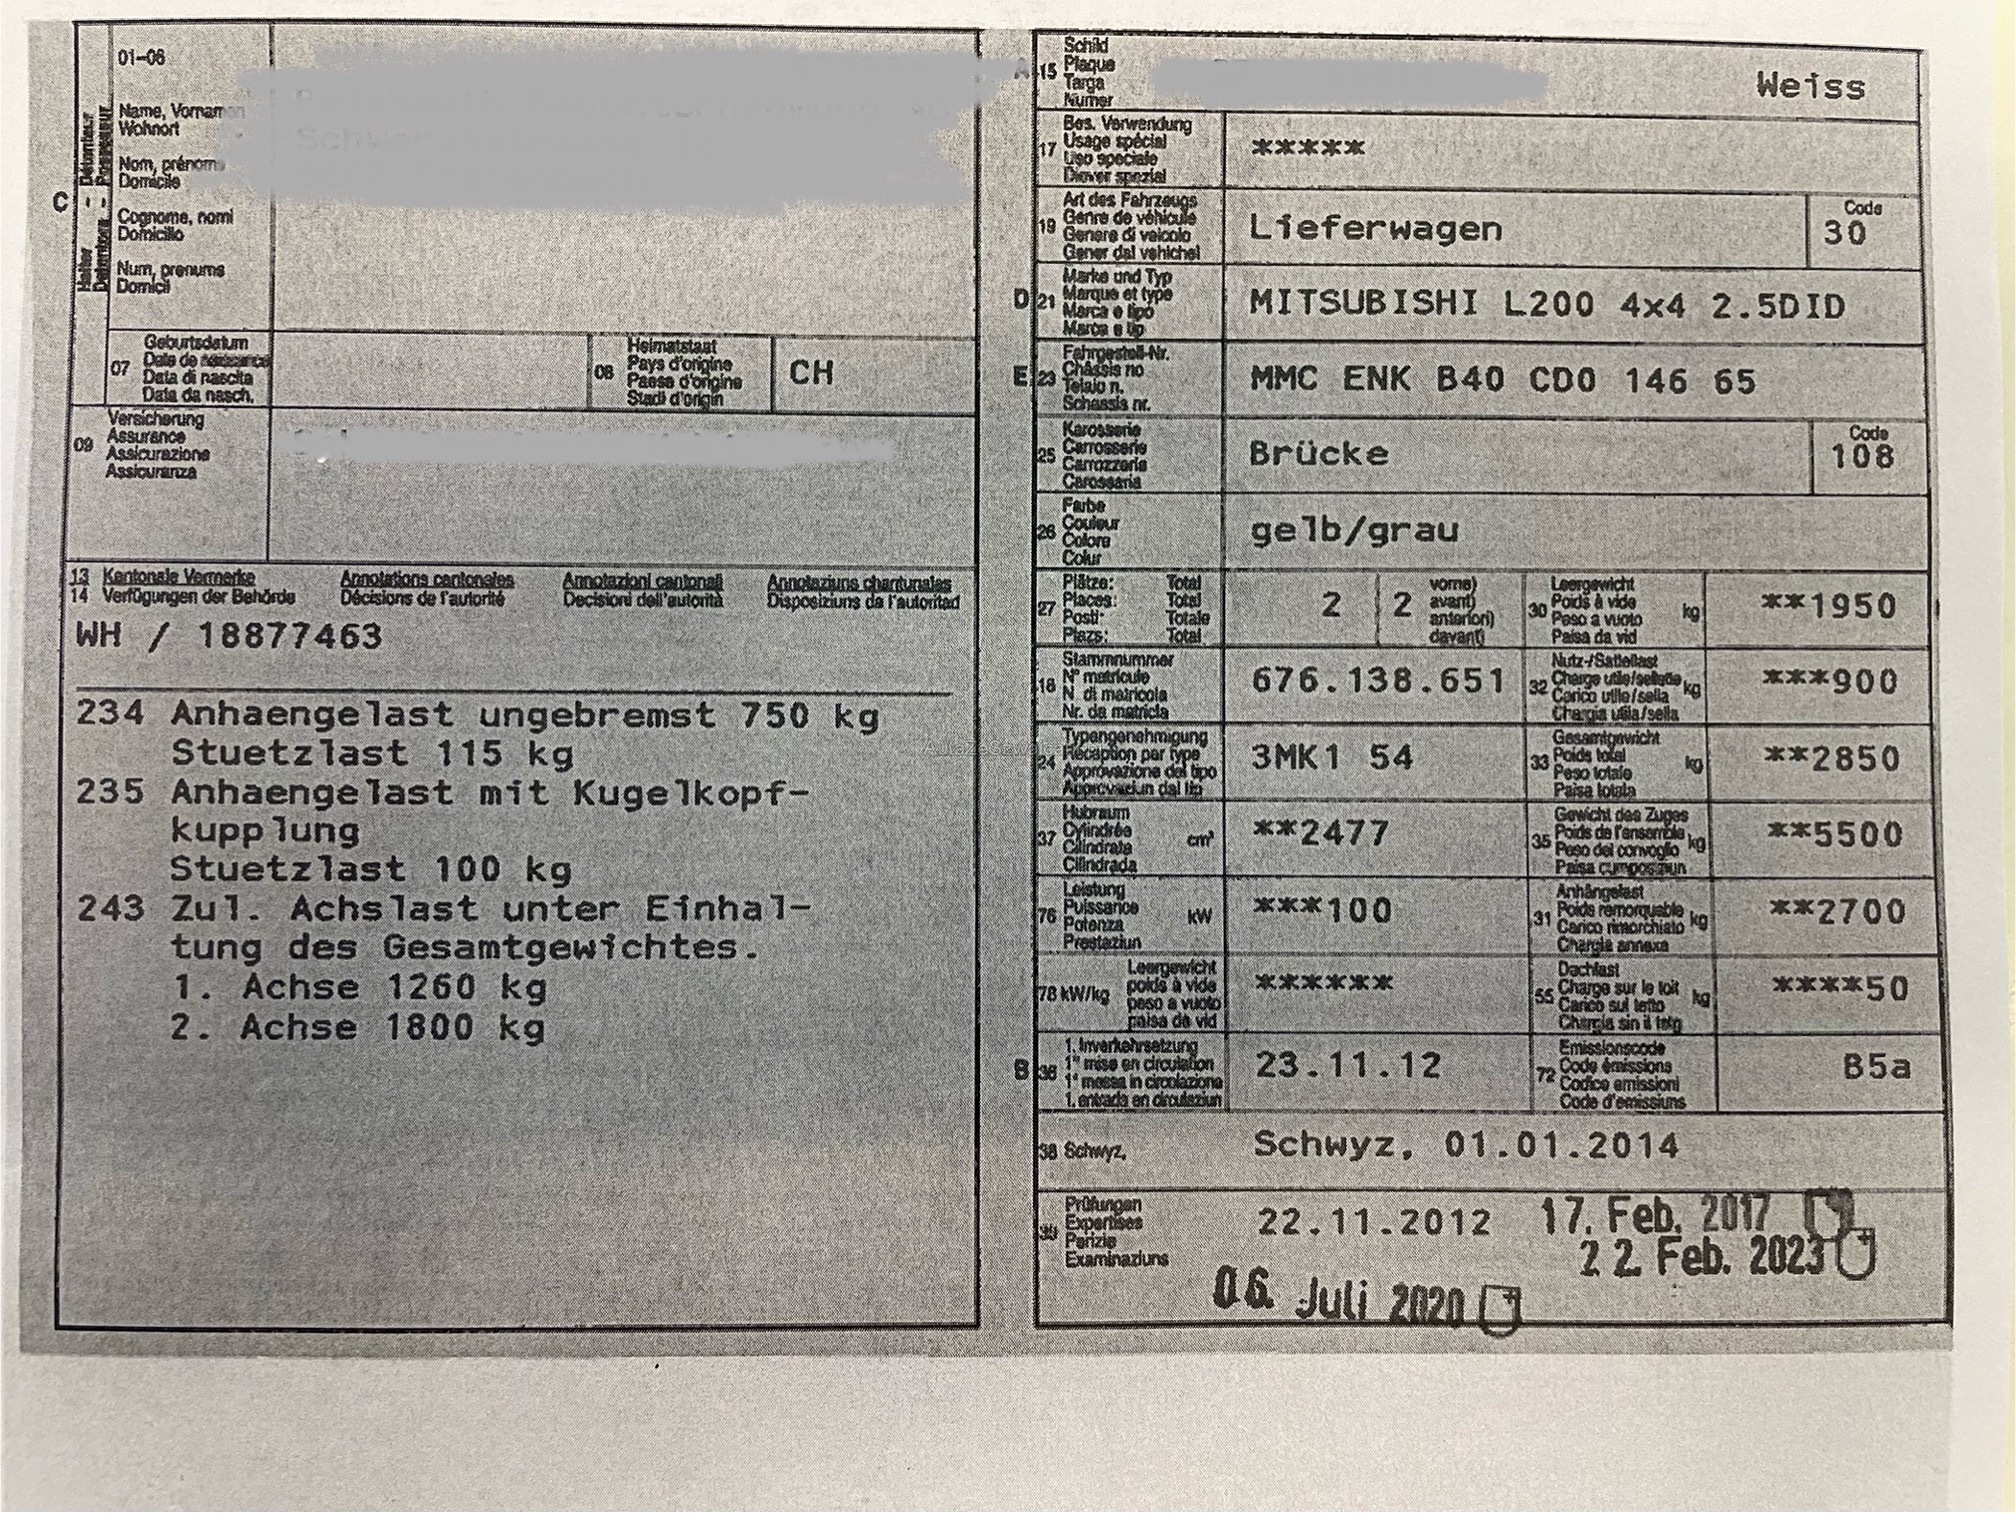 C
Halter - Détenteur
Detentore - Possessur
01–06
Name, Vornamen
Wohnort
Nom, prénoms
Domicile
Cognome, nomi
Domicilio
Num, prenums
Domicil
07
Geburtsdatum
Date de naissance
Data di nascita
Data da nasch.
08
Heimatstaat
Pays d'origine
Paese d'origine
Stadi d'origin
CH
09
Versicherung
Assurance
Assicurazione
Assicuranza
13 Kantonale Vermerke Annotations cantonales Annotazioni cantonali Annotaziuns chantunalas
14 Verfügungen der Behörde Décisions de l'autorité Decisioni dell'autorità Disposiziuns da l'autoritad
WH / 18877463
234 Anhaengelast ungebremst 750 kg
Stuetzlast 115 kg
235 Anhaengelast mit Kugelkopf-
kupplung
Stuetzlast 100 kg
243 Zul. Achslast unter Einhal-
tung des Gesamtgewichtes.
1. Achse 1260 kg
2. Achse 1800 kg
A 15
Schild
Plaque
Targa
Numer
Weiss
17
Bes. Verwendung
Usage spécial
Uso speciale
Diever spezial
*****
19
Art des Fahrzeugs
Genre de véhicule
Genere di veicolo
Gener dal vehichel
Lieferwagen
Code
30
D 21
Marke und Typ
Marque et type
Marca e tipo
Marca e tip
MITSUBISHI L200 4x4 2.5DID
E 23
Fahrgestell-Nr.
Châssis no
Telaio n.
Schassis nr.
MMC ENK B40 CD0 146 65
25
Karosserie
Carrosserie
Carrozzeria
Carossaria
Brücke
Code
108
26
Farbe
Couleur
Colore
Colur
gelb/grau
27
Plätze: Total
Places: Total
Posti: Totale
Plazs: Total
2
2
vorne)
avant)
anteriori)
davant)
30
Leergewicht
Poids à vide
Peso a vuoto
Paisa da vid
kg
**1950
18
Stammnummer
N° matricule
N. di matricola
Nr. da matricla
676.138.651
32
Nutz-/Sattellast
Charge utile/sellette
Carico utile/sella
Chargia utila/sella
kg
***900
24
Typengenehmigung
Réception par type
Approvazione del tipo
Approvaziun dal tip
3MK1 54
33
Gesamtgewicht
Poids total
Peso totale
Paisa totala
kg
**2850
37
Hubraum
Cylindrée
Cilindrata
Cilindrada
cm³
**2477
35
Gewicht des Zuges
Poids de l'ensemble
Peso del convoglio
Paisa cumposiziun
kg
**5500
76
Leistung
Puissance
Potenza
Prestaziun
kW
***100
31
Anhängelast
Poids remorquable
Carico rimorchiato
Chargia annexa
kg
**2700
78 kW/kg
Leergewicht
poids à vide
peso a vuoto
paisa da vid
******
55
Dachlast
Charge sur le toit
Carico sul tetto
Chargia sin il tetg
kg
****50
B 36
1. Inverkehrsetzung
1re mise en circulation
1a messa in circolazione
1. entrada en circulaziun
23.11.12
72
Emissionscode
Code émissions
Codice emissioni
Code d'emissiuns
B5a
38 Schwyz,
Schwyz, 01.01.2014
39
Prüfungen
Expertises
Perizie
Examinaziuns
22.11.2012 17. Feb. 2017
22. Feb. 2023
06. Juli 2020